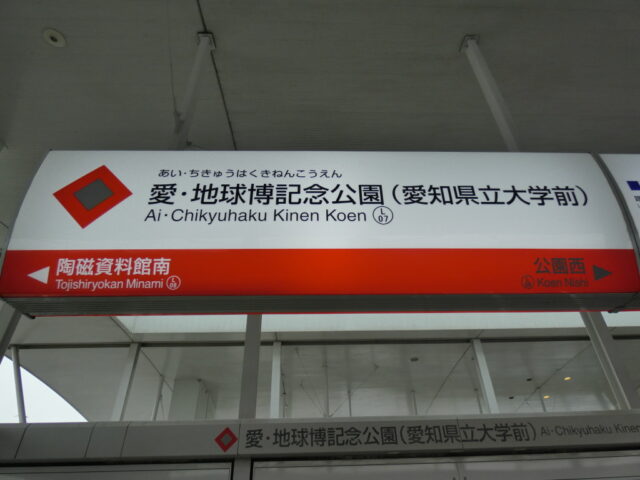 あい・ちきゅうはくきねんこうえん
愛・地球博記念公園（愛知県立大学前）
Ai・Chikyuhaku Kinen Koen L 07
陶磁資料館南
Tojishiryokan Minami
公園西
Koen Nishi
愛・地球博記念公園（愛知県立大学前） Ai・Chikyuhaku Kinen